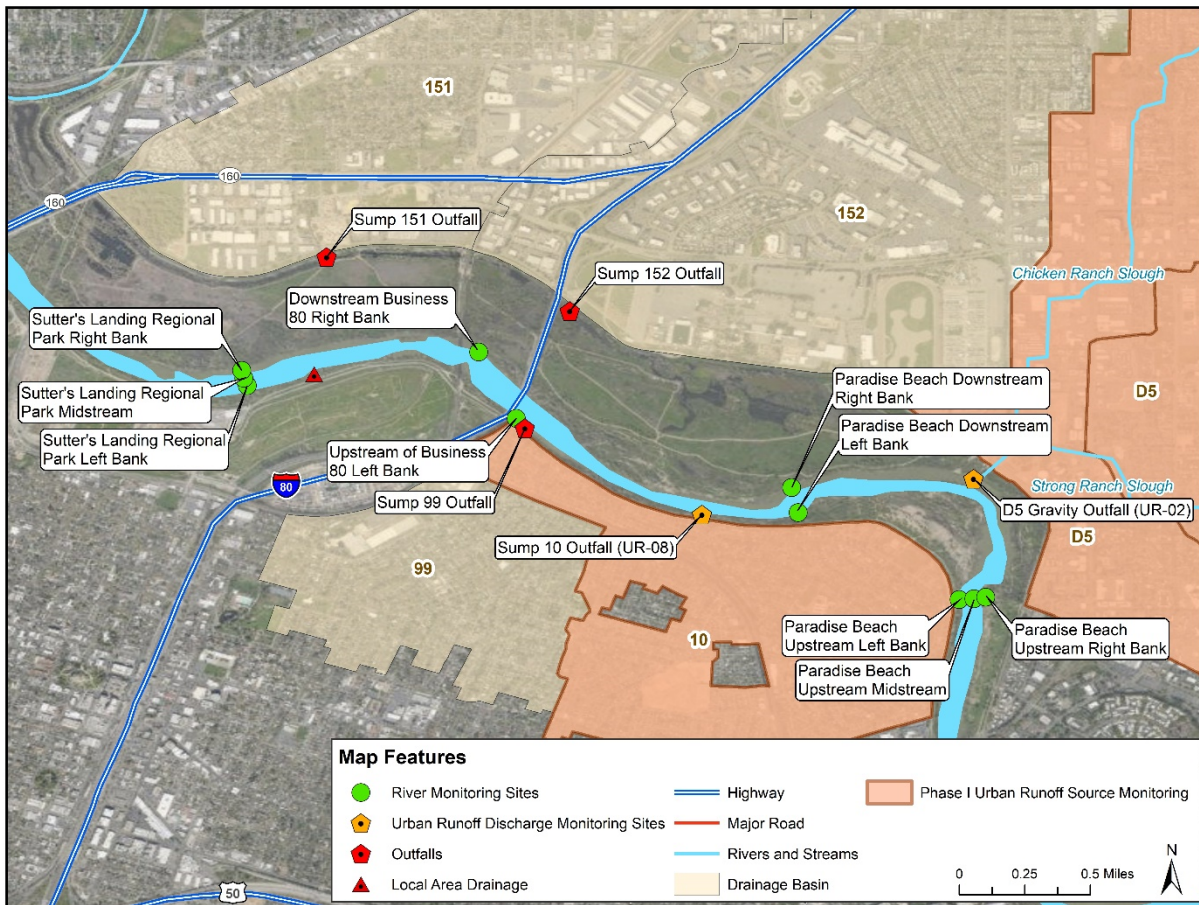 151
160
160
Sump 151 Outfall
152
Sump 152 Outfall
Chicken Ranch Slough
Downstream Business
80 Right Bank
Sutter's Landing Regional
Park Right Bank
Sutter's Landing Regional
Park Midstream
Sutter's Landing Regional
Park Left Bank
Paradise Beach Downstream
Right Bank
Paradise Beach Downstream
Left Bank
D5
Upstream of Business
80 Left Bank
80
Sump 99 Outfall
Strong Ranch Slough
D5 Gravity Outfall (UR-02)
D5
Sump 10 Outfall (UR-08)
99
10
Paradise Beach
Upstream Left Bank
Paradise Beach
Upstream Right Bank
Paradise Beach
Upstream Midstream
50
Map Features
River Monitoring Sites
Urban Runoff Discharge Monitoring Sites
Outfalls
Local Area Drainage
Highway
Major Road
Rivers and Streams
Drainage Basin
Phase I Urban Runoff Source Monitoring
N
0 0.25 0.5 Miles